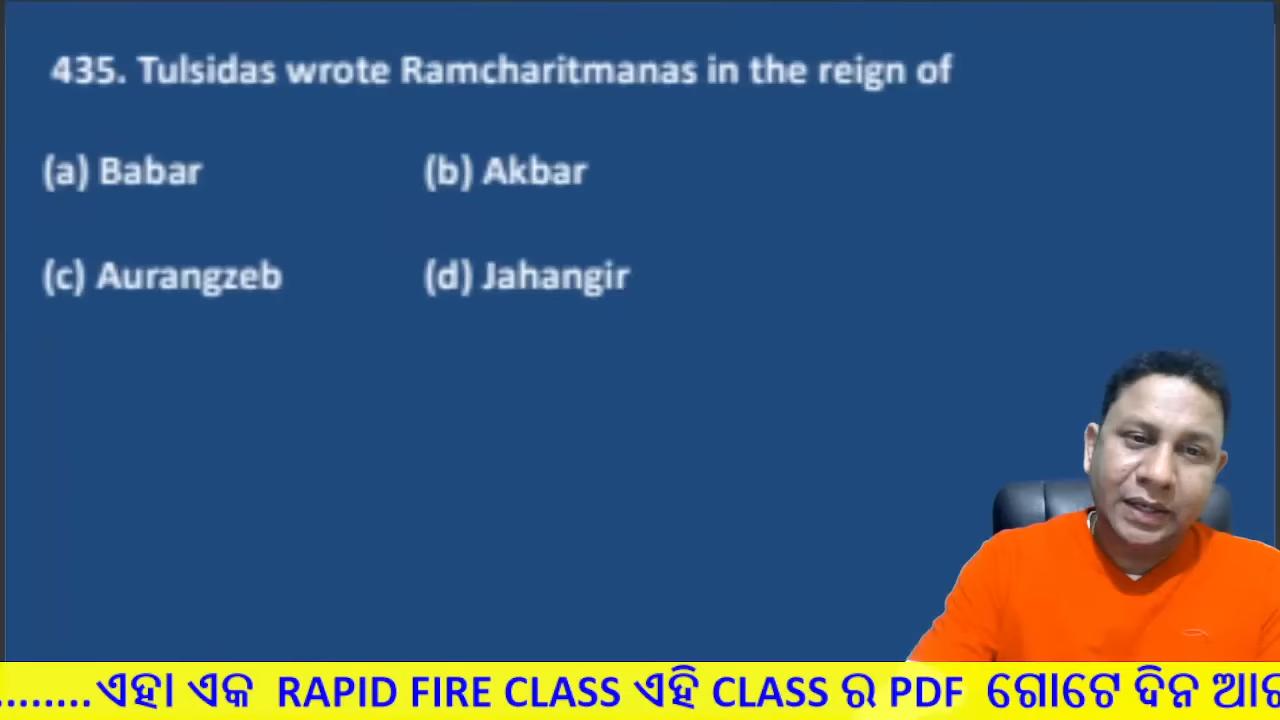 435. Tulsidas wrote Ramcharitmanas in the reign of
(a) Babar (b) Akbar
(c) Aurangzeb (d) Jahangir
........ଏହା ଏକ RAPID FIRE CLASS ଏହି CLASS ର PDF ଗୋଟେ ଦିନ